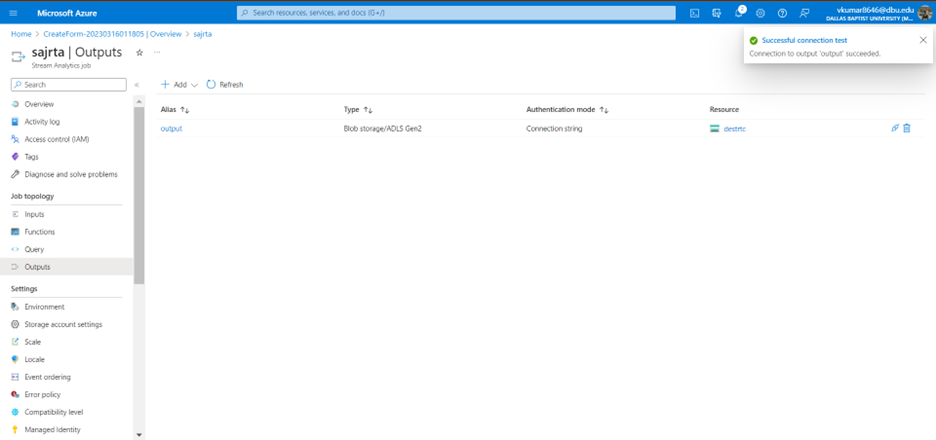 Microsoft Azure
Search resources, services, and docs (G+/)
2
vkumar8646@dbu.edu
DALLAS BAPTIST UNIVERSITY (M...
Home > CreateForm-20230316011805 | Overview > sajrta
sajrta | Outputs
Stream Analytics job
Successful connection test
Connection to output 'output' succeeded.
Search
Add
Refresh
Overview
Activity log
Access control (IAM)
Tags
Diagnose and solve problems
Job topology
Inputs
Functions
Query
Outputs
Settings
Environment
Storage account settings
Scale
Locale
Event ordering
Error policy
Compatibility level
Managed Identity
Alias Type Authentication mode Resource
output Blob storage/ADLS Gen2 Connection string destrtc